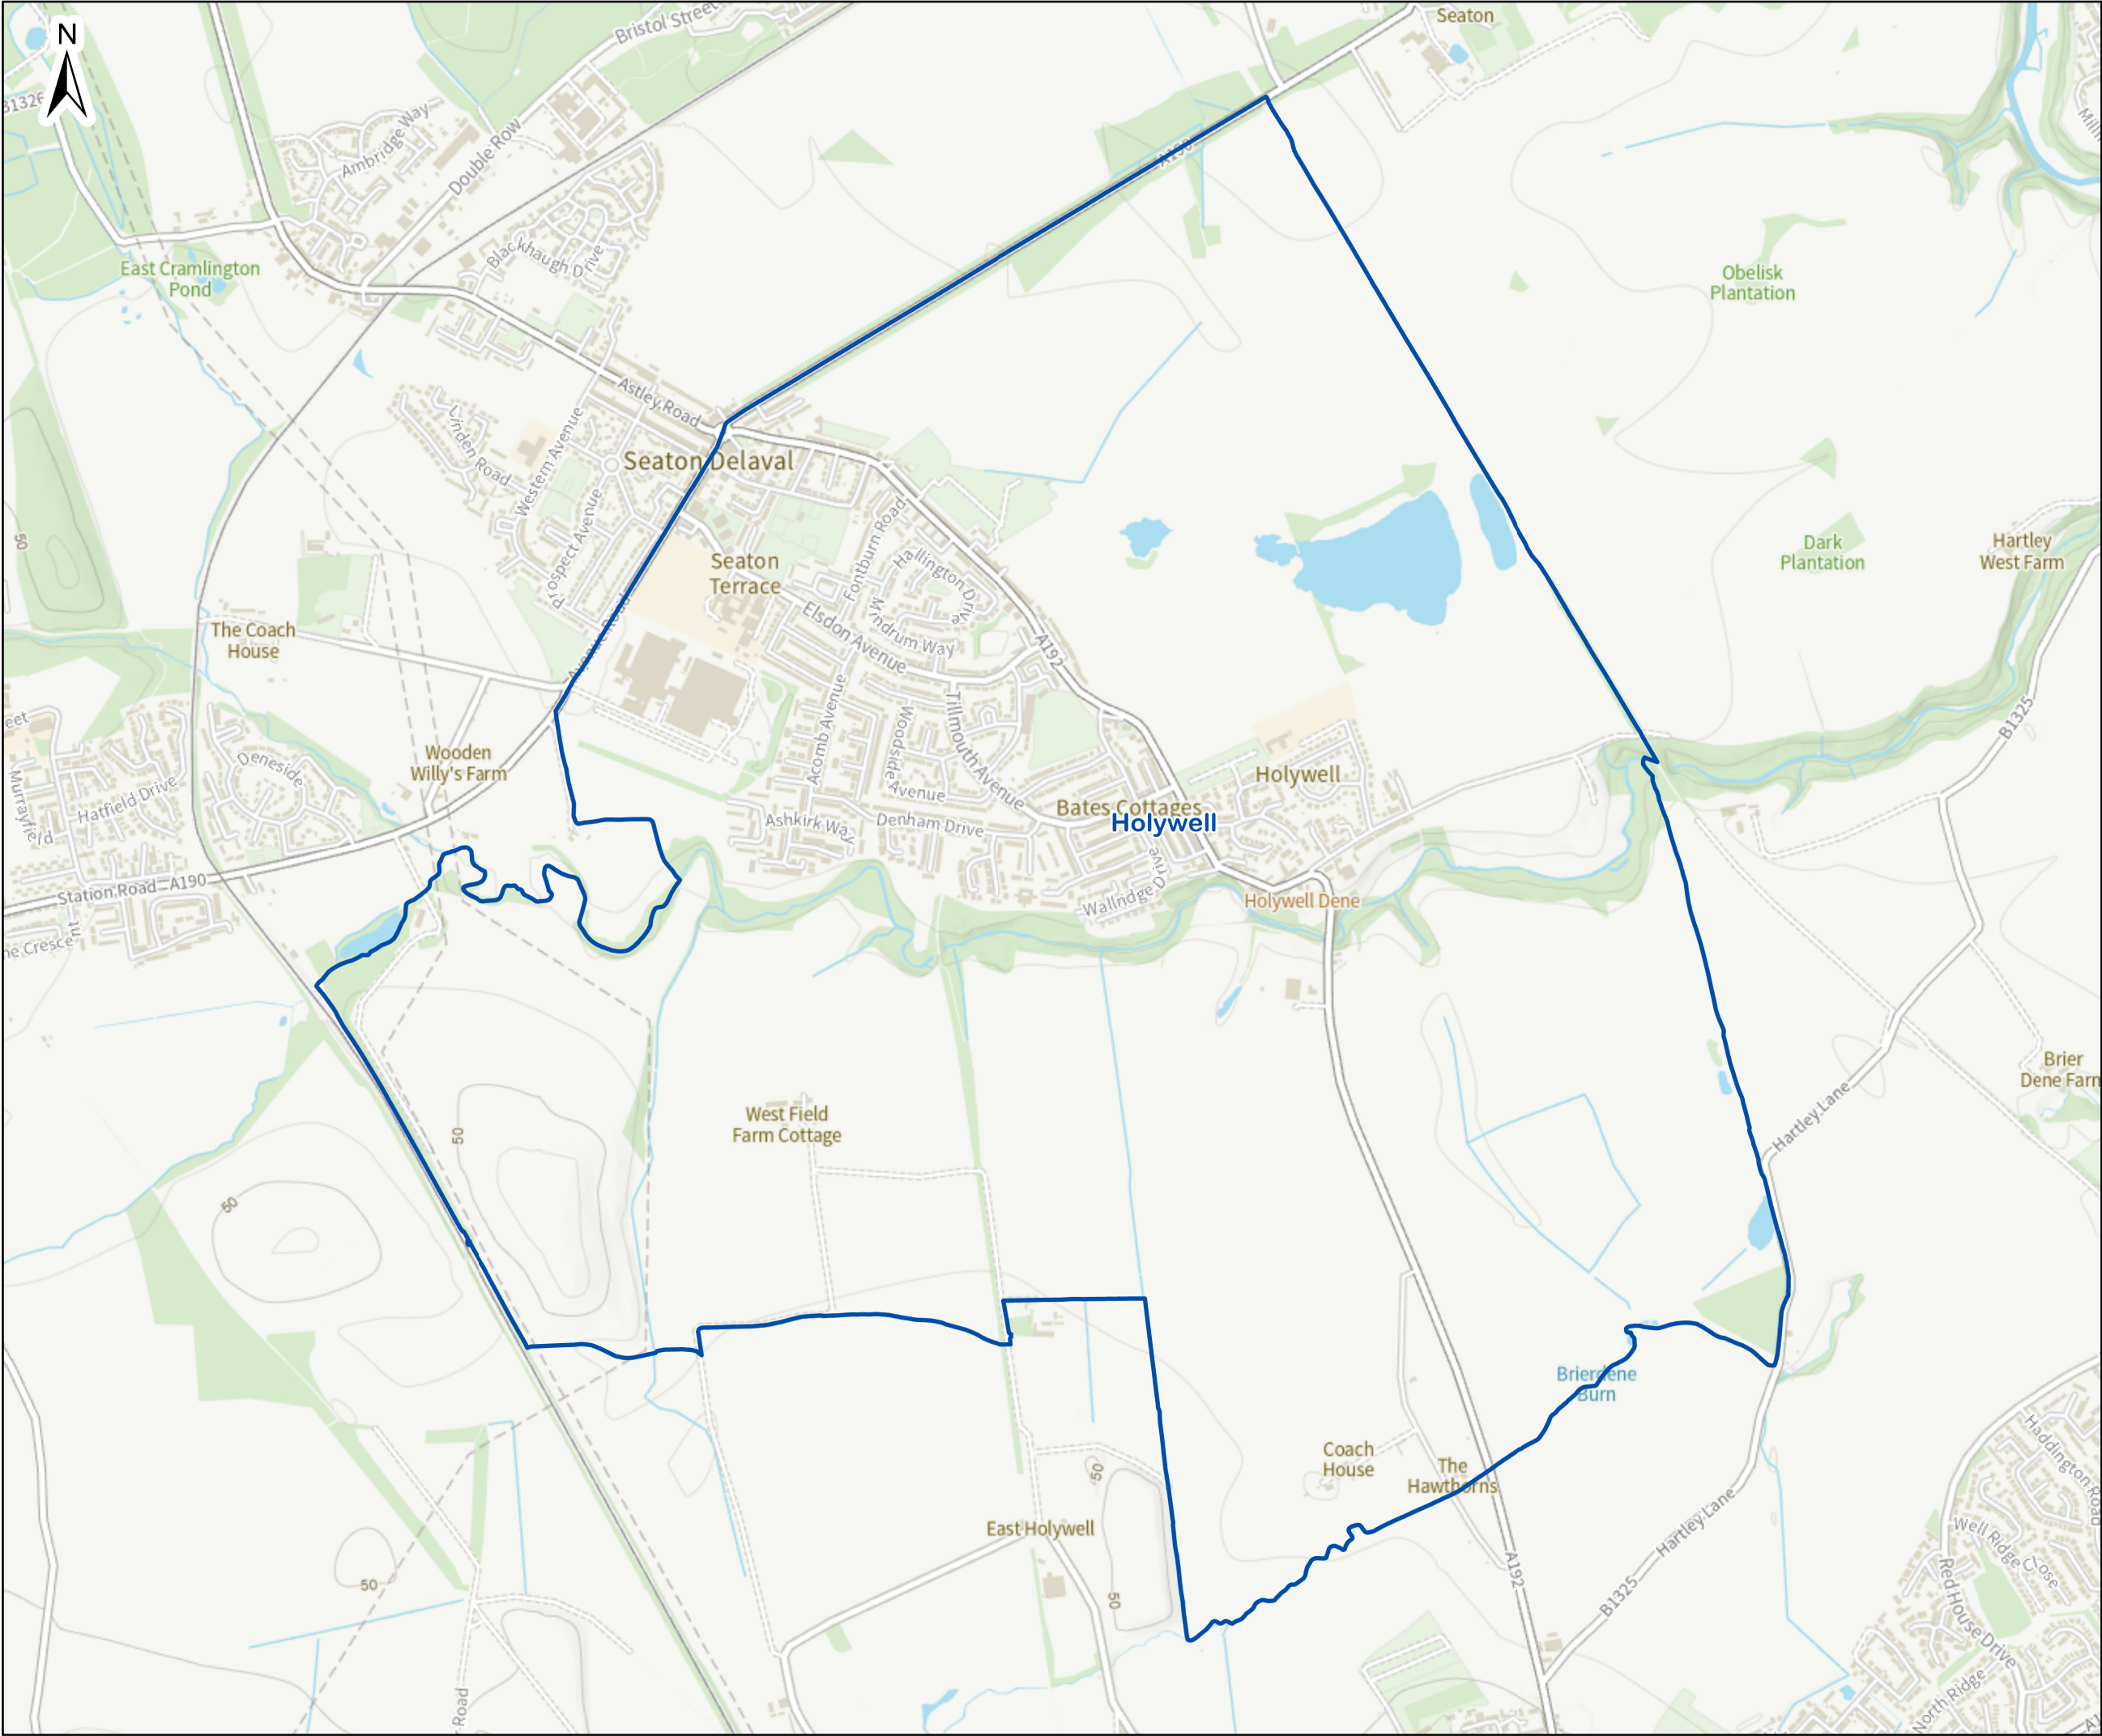 Bristol Street
Seaton
N
B1326
Ambridge Way
Double Row
A190
Blackhaugh Drive
East Cramlington
Pond
Obelisk
Plantation
Astley Road
Linden Road
Western Avenue
Seaton Delaval
Prospect Avenue
Seaton
Terrace
Fontburn Road
Hallington Drive
Mindrum Way
Elsdon Avenue
50
Dark
Plantation
Hartley
West Farm
The Coach
House
Avenue Road
A192
B1325
Tillmouth Avenue
Acomb Avenue
Woodside
Avenue
Wooden
Willy's Farm
Deneside
Hatfield Drive
Murrayfield
Holywell
Bates Cottages
Holywell
Ashkirk Way
Denham Drive
Wallridge Drive
Holywell Dene
Station Road
A190
Brier
Dene Farm
Hartley Lane
West Field
Farm Cottage
50
50
Brierdene
Burn
Coach
House
The
Hawthorns
50
East Holywell
50
50
Hartley Lane
B1325
A192
Haddington Road
Well Ridge Close
Red House Drive
North Ridge
Road